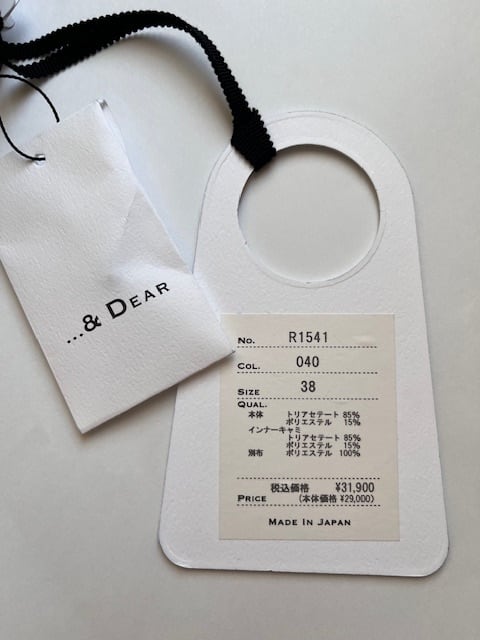 ...& DEAR
No. R1541
COL. 040
SIZE 38
QUAL.
本体 トリアセテート 85%
ポリエステル 15%
インナーキャミ
トリアセテート 85%
ポリエステル 15%
別布 ポリエステル 100%
税込価格 ¥31,900
PRICE (本体価格 ¥29,000)
MADE IN JAPAN